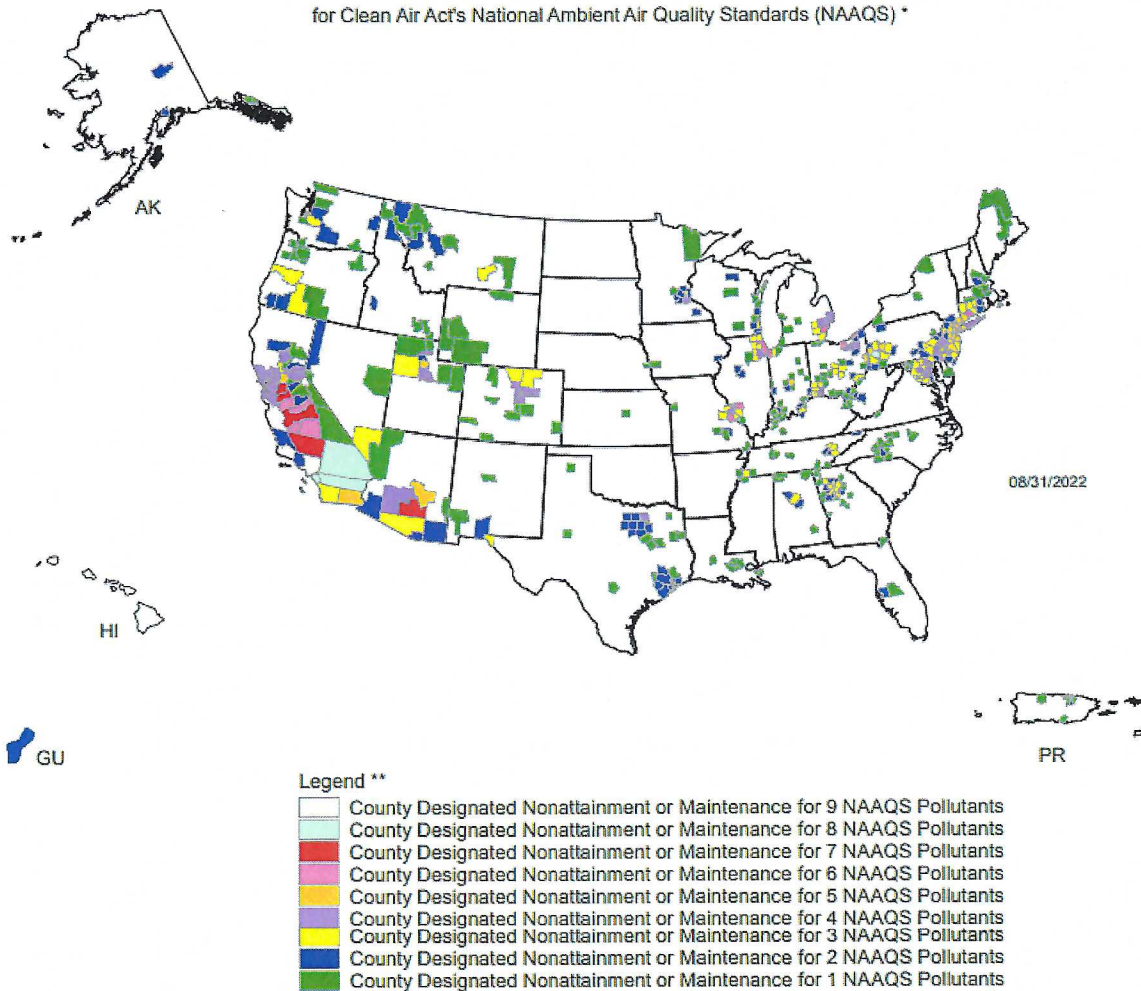 for Clean Air Act's National Ambient Air Quality Standards (NAAQS) *
AK
08/31/2022
HI
GU
PR
Legend **
County Designated Nonattainment or Maintenance for 9 NAAQS Pollutants
County Designated Nonattainment or Maintenance for 8 NAAQS Pollutants
County Designated Nonattainment or Maintenance for 7 NAAQS Pollutants
County Designated Nonattainment or Maintenance for 6 NAAQS Pollutants
County Designated Nonattainment or Maintenance for 5 NAAQS Pollutants
County Designated Nonattainment or Maintenance for 4 NAAQS Pollutants
County Designated Nonattainment or Maintenance for 3 NAAQS Pollutants
County Designated Nonattainment or Maintenance for 2 NAAQS Pollutants
County Designated Nonattainment or Maintenance for 1 NAAQS Pollutants